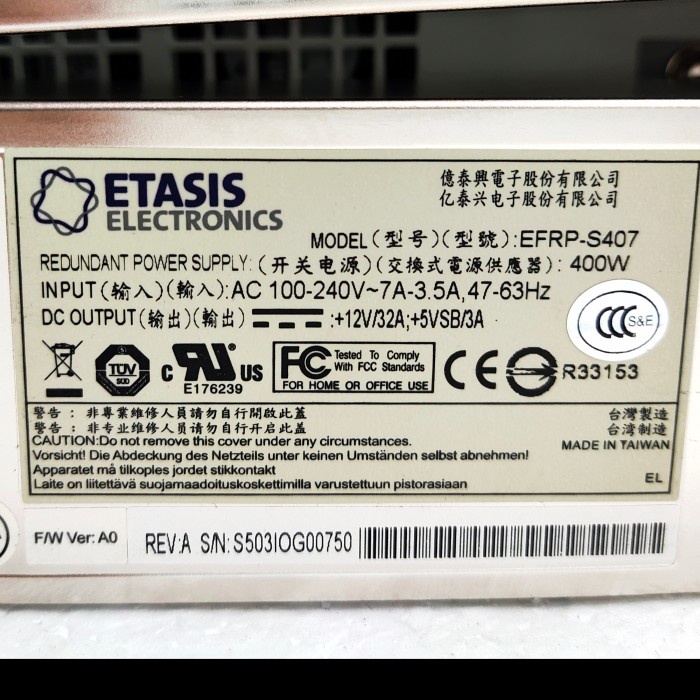 ETASIS
ELECTRONICS
億泰興電子股份有限公司
亿泰兴电子股份有限公司
MODEL(型号)(型號):EFRP-S407
REDUNDANT POWER SUPPLY: (开关电源)(交換式電源供應器): 400W
INPUT(输入)(輸入):AC 100-240V~7A-3.5A,47-63Hz
DC OUTPUT(输出)(輸出) :+12V/32A;+5VSB/3A
CCC S&E
TÜV
SÜD
c RU US
E176239
FC Tested To Comply
With FCC Standards
FOR HOME OR OFFICE USE
CE
R33153
警告: 非專業維修人員請勿自行開啟此蓋
警告: 非专业维修人员请勿自行开启此盖
台灣製造
台湾制造
CAUTION:Do not remove this cover under any circumstances.
MADE IN TAIWAN
Vorsicht! Die Abdeckung des Netzteils unter keinen Umständen selbst abnehmen!
Apparatet må tilkoples jordet stikkontakt
Laite on liitettävä suojamaadoituskoskettimilla varustettuun pistorasiaan
EL
F/W Ver: A0
REV:A S/N: S503IOG00750